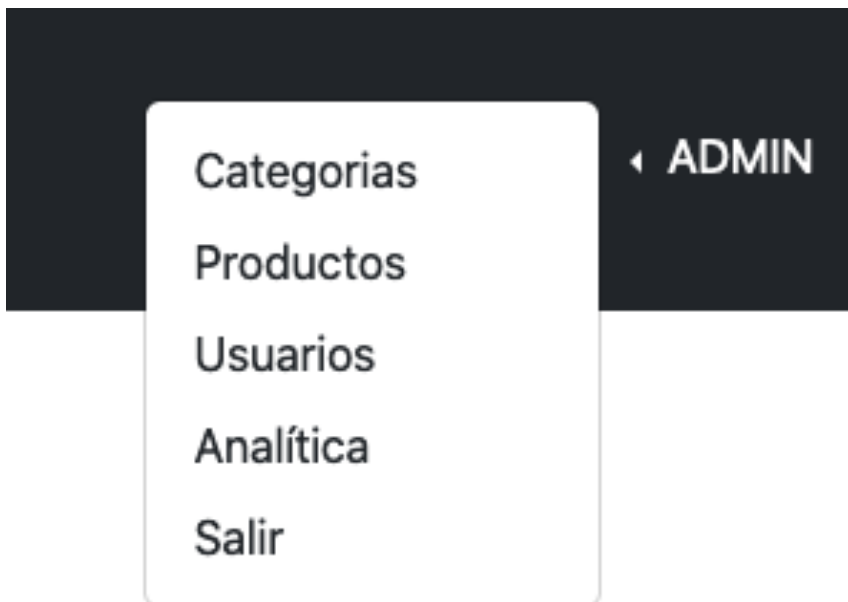 ADMIN
Categorias
Productos
Usuarios
Analítica
Salir